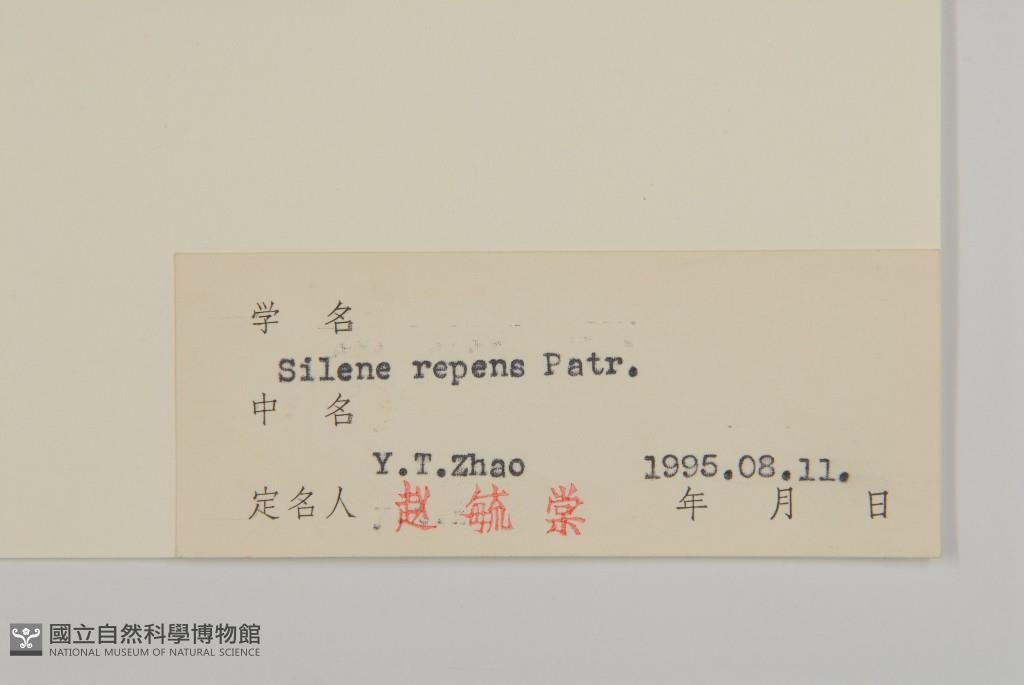 学 名
Silene repens Patr.
中 名
Y.T.Zhao 1995.08.11.
定名人 赵毓棠 年 月 日
國立自然科學博物館
NATIONAL MUSEUM OF NATURAL SCIENCE